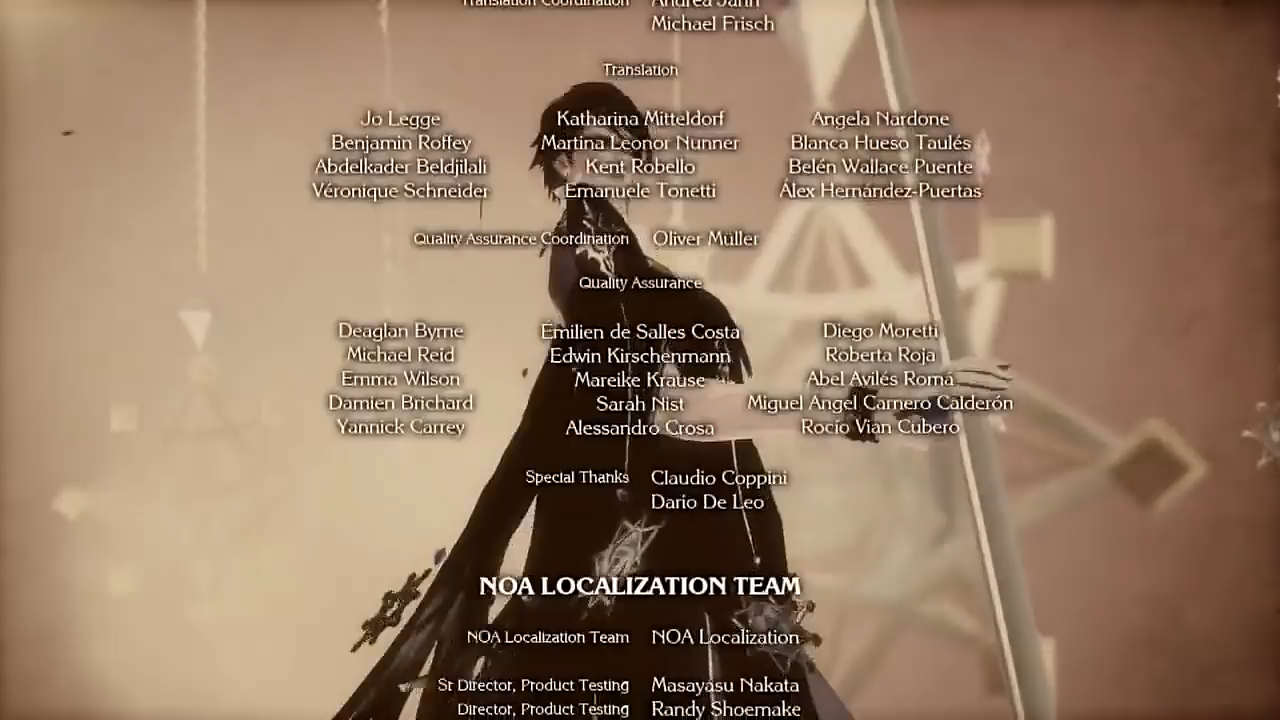 Translation Coordination Andrea Jann
Michael Frisch
Translation
Jo Legge Katharina Mitteldorf Angela Nardone
Benjamin Roffey Martina Leonor Nunner Blanca Hueso Taulés
Abdelkader Beldjilali Kent Robello Belén Wallace Puente
Véronique Schneider Emanuele Tonetti Álex Hernández-Puertas
Quality Assurance Coordination Oliver Müller
Quality Assurance
Deaglan Byrne Émilien de Salles Costa Diego Moretti
Michael Reid Edwin Kirschenmann Roberta Roja
Emma Wilson Mareike Krause Abel Avilés Roma
Damien Brichard Sarah Nist Miguel Angel Carnero Calderón
Yannick Carrey Alessandro Crosa Rocío Vian Cubero
Special Thanks Claudio Coppini
Dario De Leo
NOA LOCALIZATION TEAM
NOA Localization Team NOA Localization
Sr Director, Product Testing Masayasu Nakata
Director, Product Testing Randy Shoemake